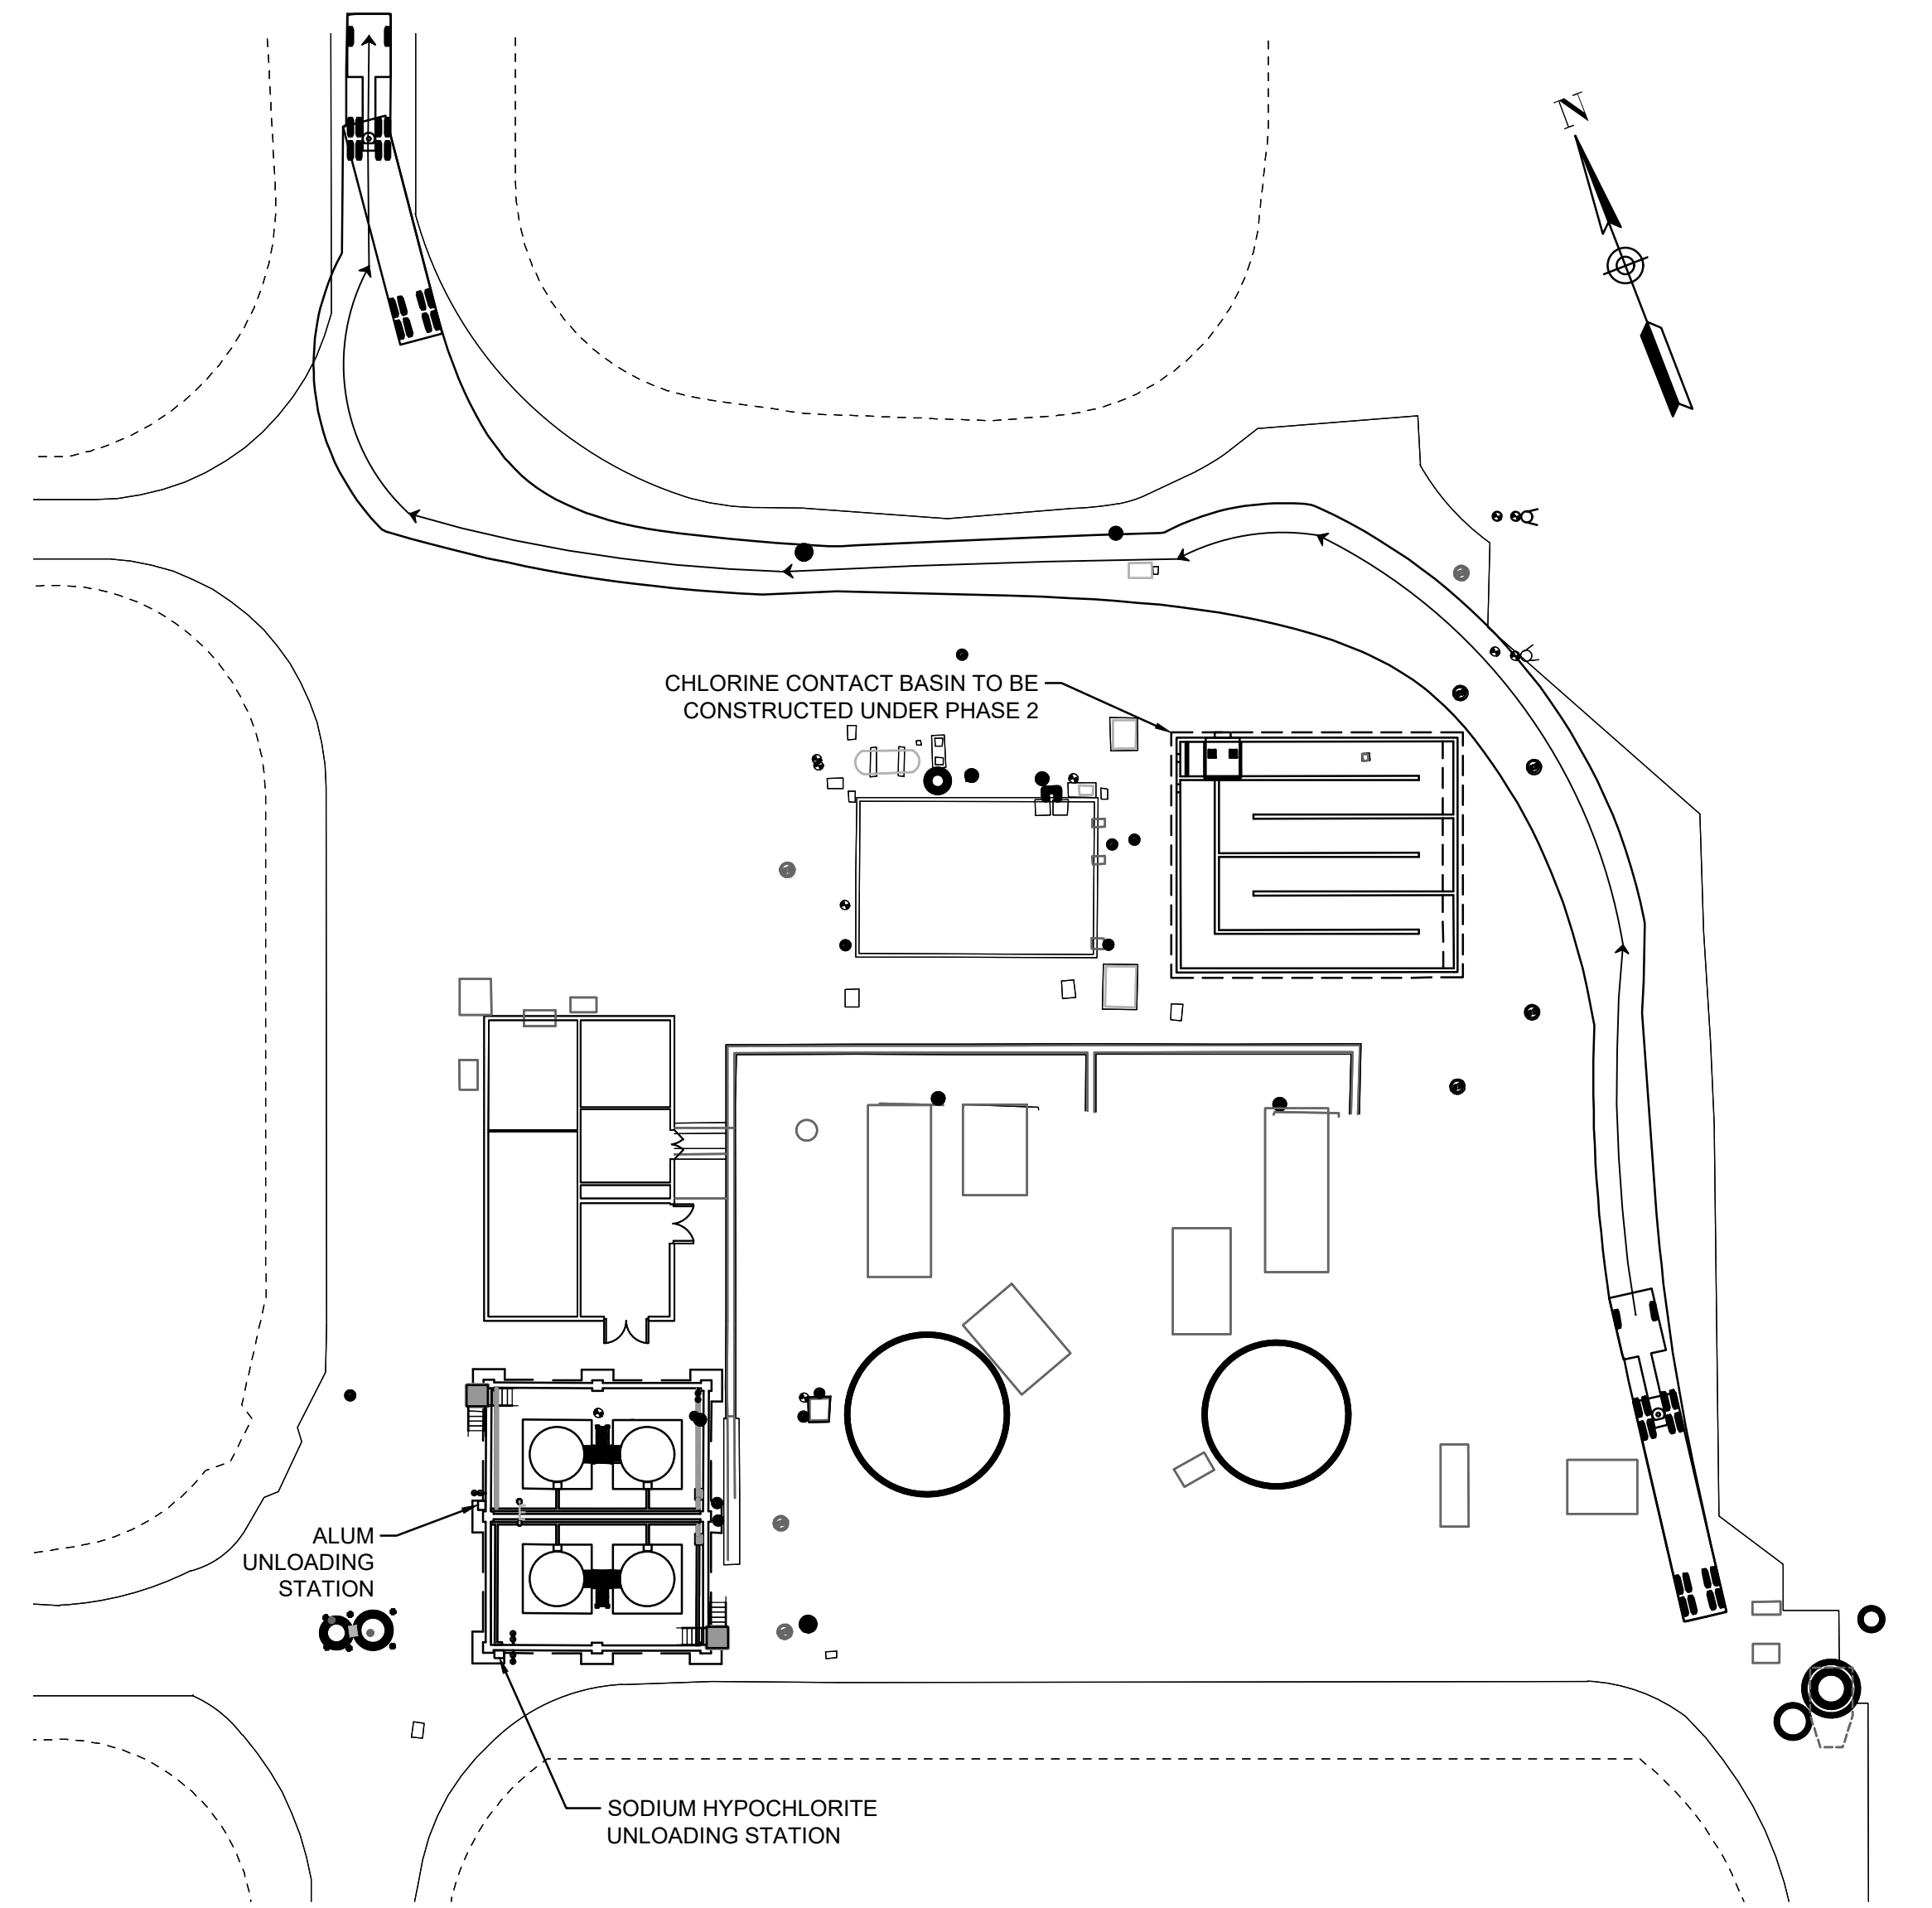 N
CHLORINE CONTACT BASIN TO BE
CONSTRUCTED UNDER PHASE 2
ALUM
UNLOADING
STATION
SODIUM HYPOCHLORITE
UNLOADING STATION